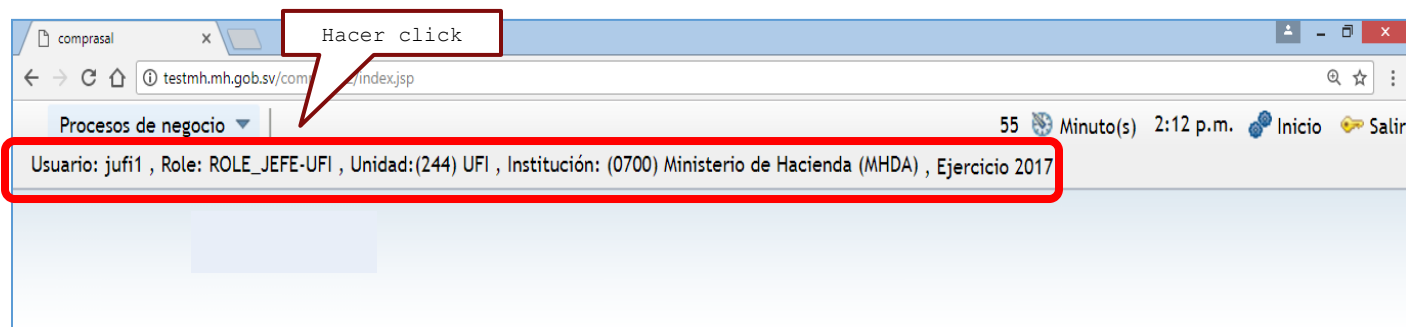 comprasal
Hacer click
testmh.mh.gob.sv/com /index.jsp
Procesos de negocio
55 Minuto(s) 2:12 p.m. Inicio Salir
Usuario: jufi1 , Role: ROLE_JEFE-UFI , Unidad:(244) UFI , Institución: (0700) Ministerio de Hacienda (MHDA) , Ejercicio 2017